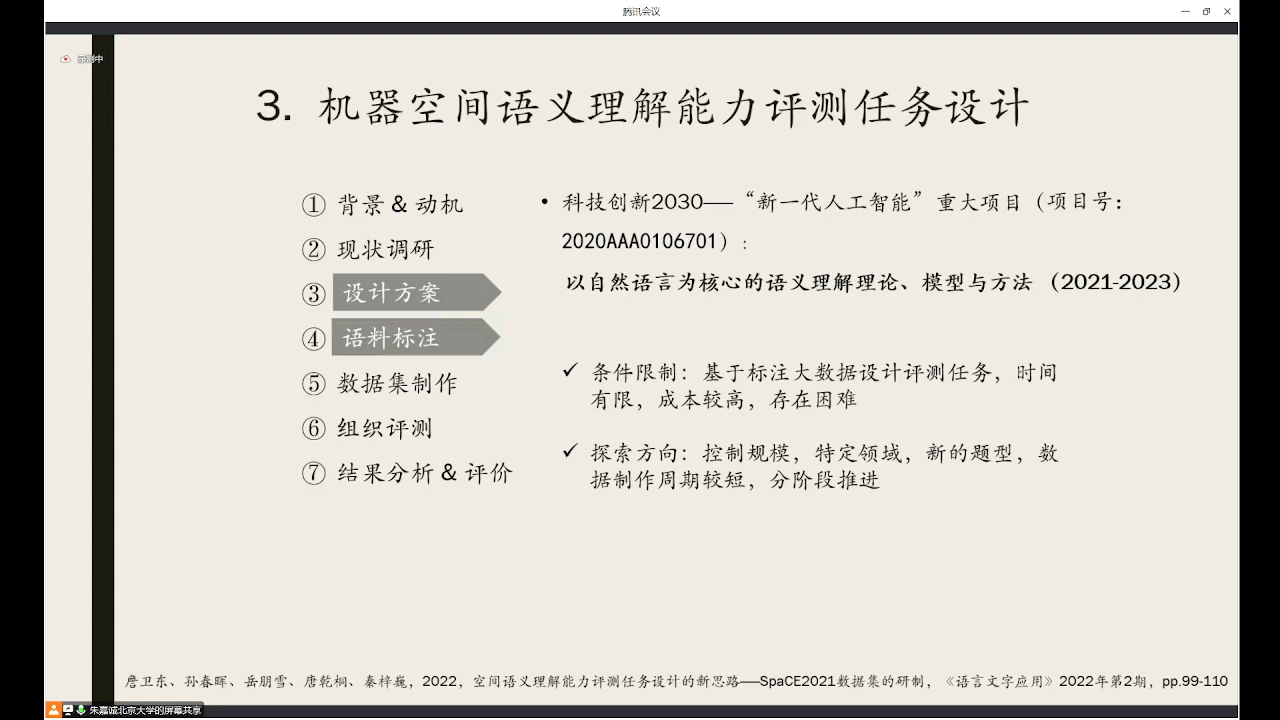 腾讯会议
录制中
3. 机器空间语义理解能力评测任务设计
① 背景 & 动机
② 现状调研
③ 设计方案
④ 语料标注
⑤ 数据集制作
⑥ 组织评测
⑦ 结果分析 & 评价
• 科技创新2030——“新一代人工智能”重大项目（项目号：
2020AAA0106701）：
以自然语言为核心的语义理解理论、模型与方法 （2021-2023）
✓ 条件限制：基于标注大数据设计评测任务，时间
有限，成本较高，存在困难
✓ 探索方向：控制规模，特定领域，新的题型，数
据制作周期较短，分阶段推进
詹卫东、孙春晖、岳朋雪、唐乾桐、秦梓巍，2022，空间语义理解能力评测任务设计的新思路——SpaCE2021数据集的研制，《语言文字应用》2022年第2期，pp.99-110
朱嘉诚北京大学的屏幕共享